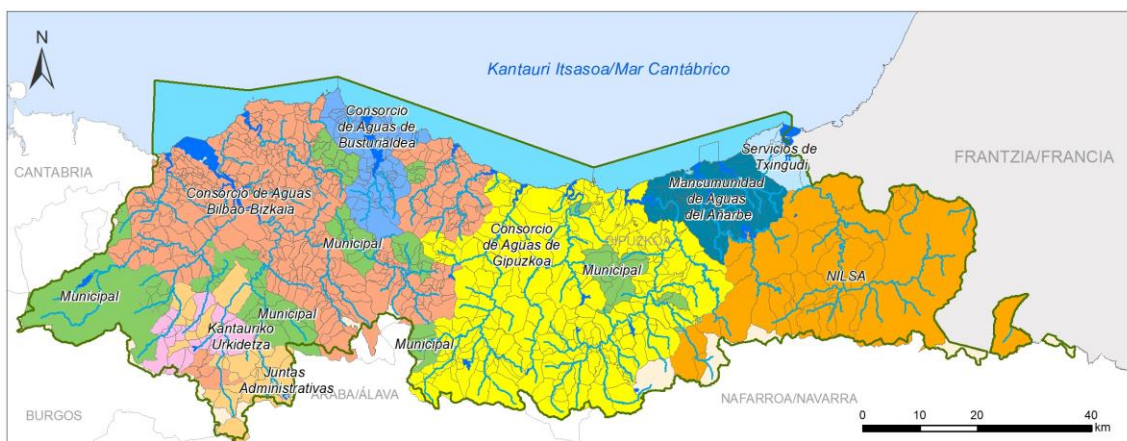 N
Kantauri Itsasoa/Mar Cantábrico
Consorcio
de Aguas de
Busturialdea
Servicios de
Txingudi
FRANTZIA/FRANCIA
CANTABRIA
Consorcio de Aguas
Bilbao-Bizkaia
Mancumunidad
de Aguas
del Añarbe
Municipal
Consorcio
de Aguas de
Gipuzkoa
GIPUZKOA
Municipal
NILSA
Municipal
Municipal
Kantauriko
Urkidetza
Municipal
Juntas
Administrativas
ARABA/ÁLAVA
BURGOS
NAFARROA/NAVARRA
0 10 20 40
km